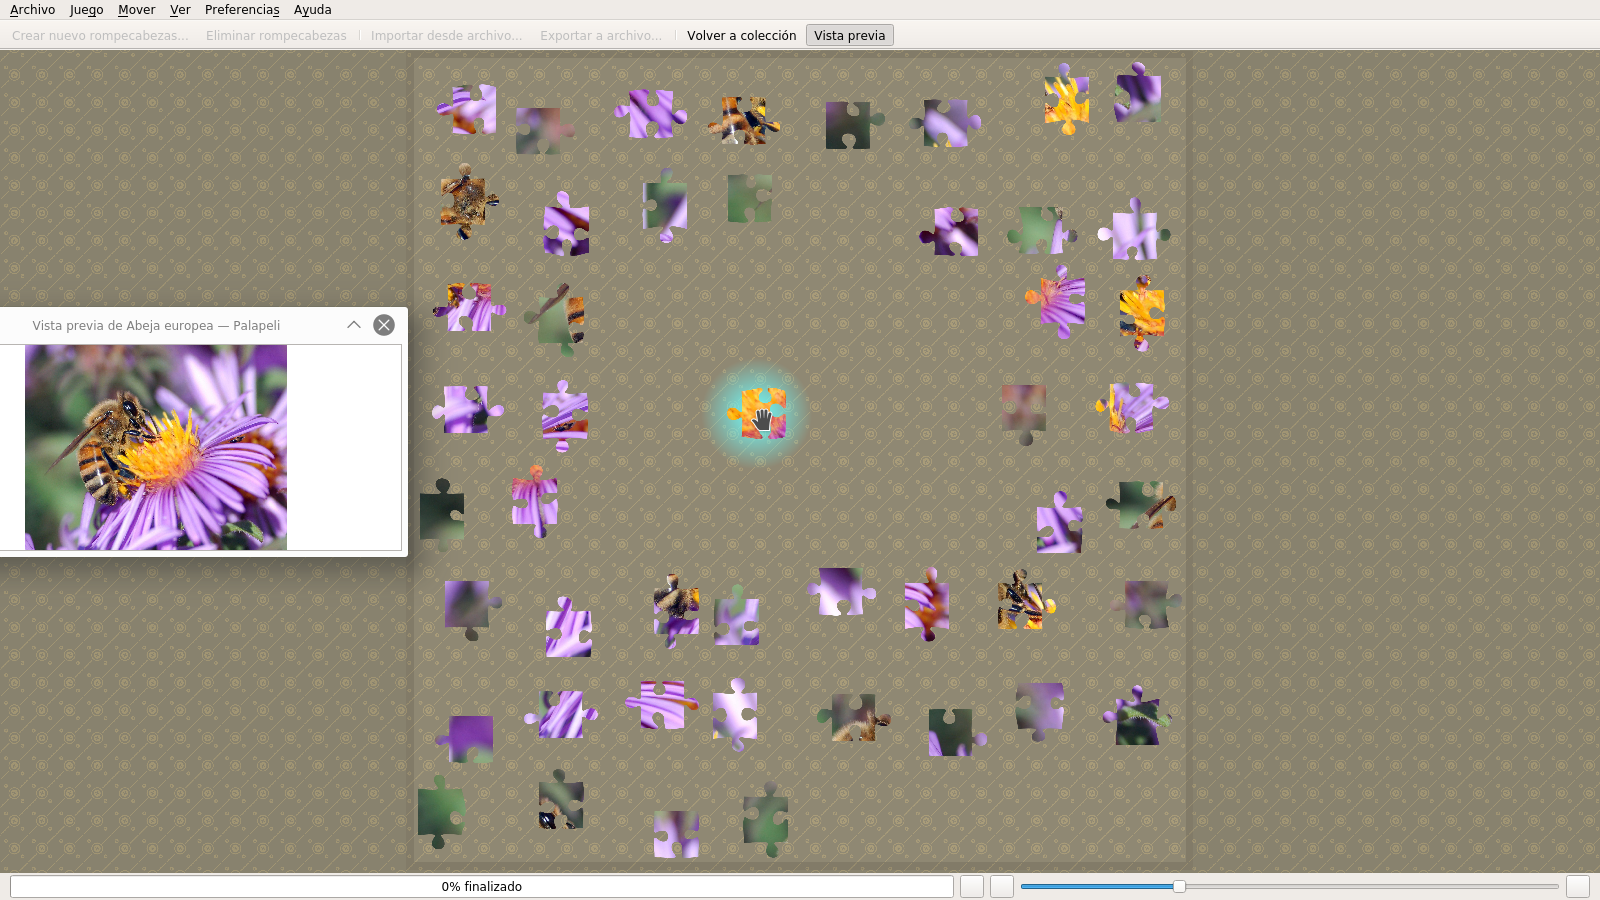 Archivo Juego Mover Ver Preferencias Ayuda
Crear nuevo rompecabezas... Eliminar rompecabezas Importar desde archivo... Exportar a archivo... Volver a colección Vista previa
Vista previa de Abeja europea — Palapeli
0% finalizado